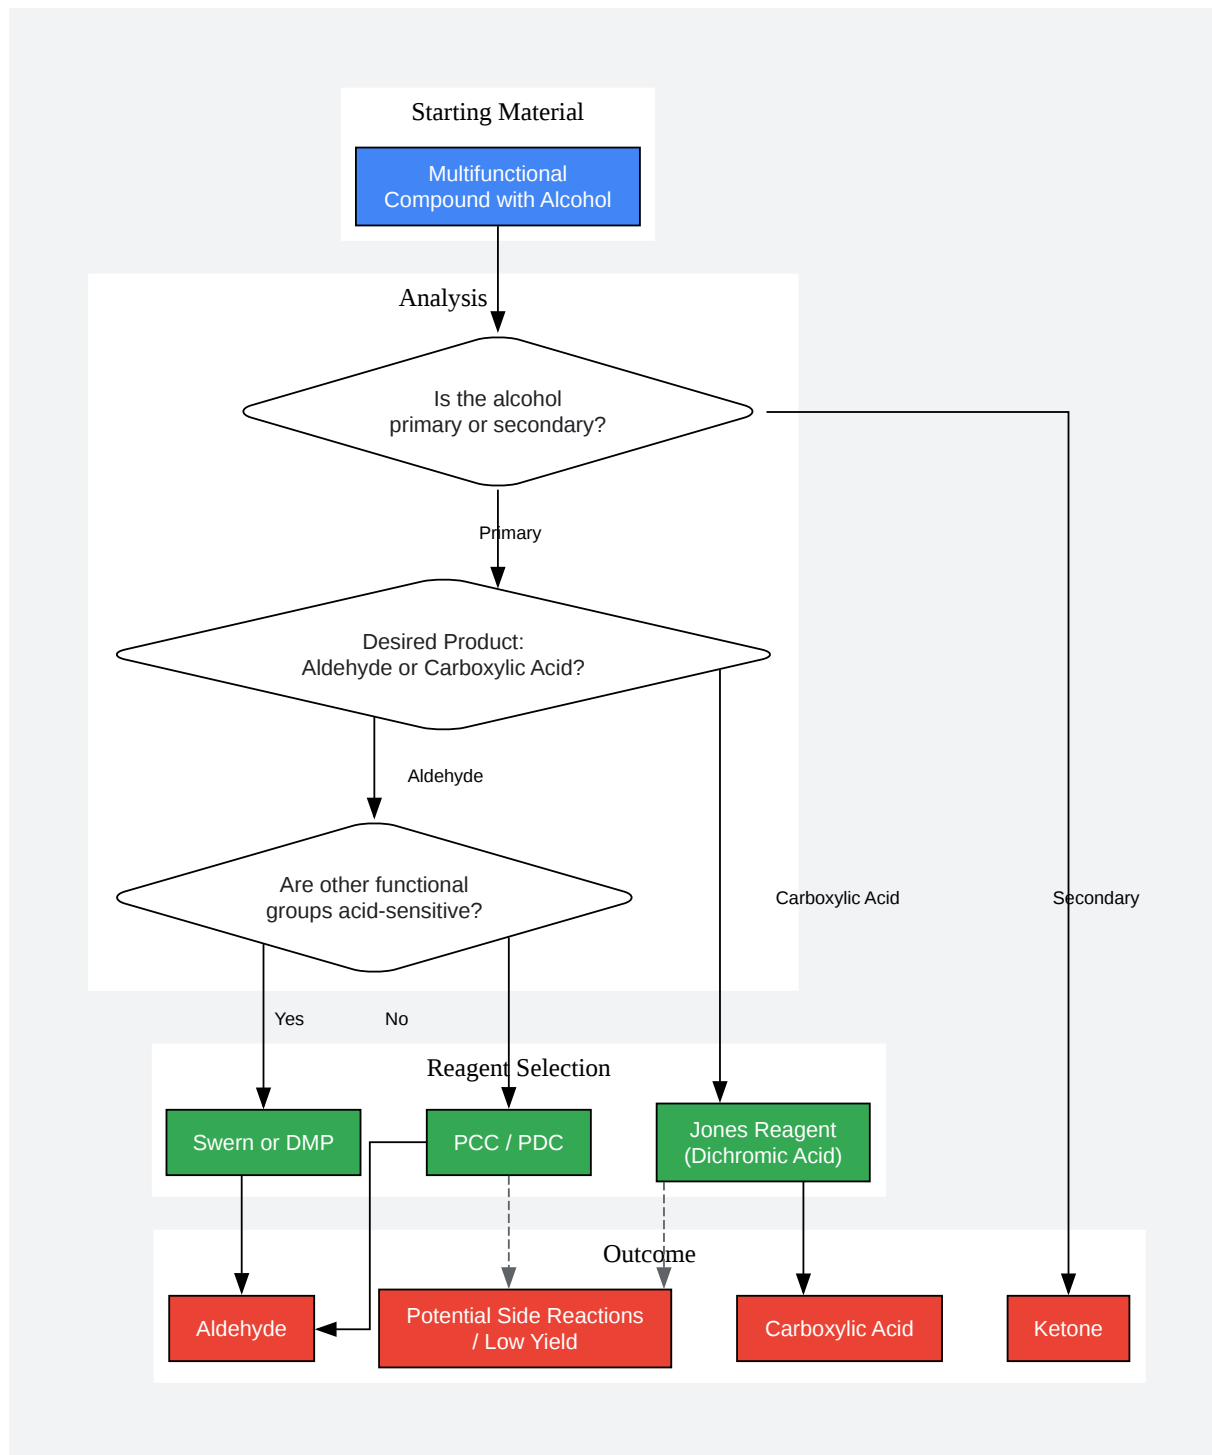 Starting Material
Multifunctional
Compound with Alcohol
Analysis
Is the alcohol
primary or secondary?
Primary
Desired Product:
Aldehyde or Carboxylic Acid?
Aldehyde
Are other functional
groups acid-sensitive?
Carboxylic Acid
Secondary
Yes
No
Reagent Selection
Swern or DMP
PCC / PDC
Jones Reagent
(Dichromic Acid)
Outcome
Aldehyde
Potential Side Reactions
/ Low Yield
Carboxylic Acid
Ketone